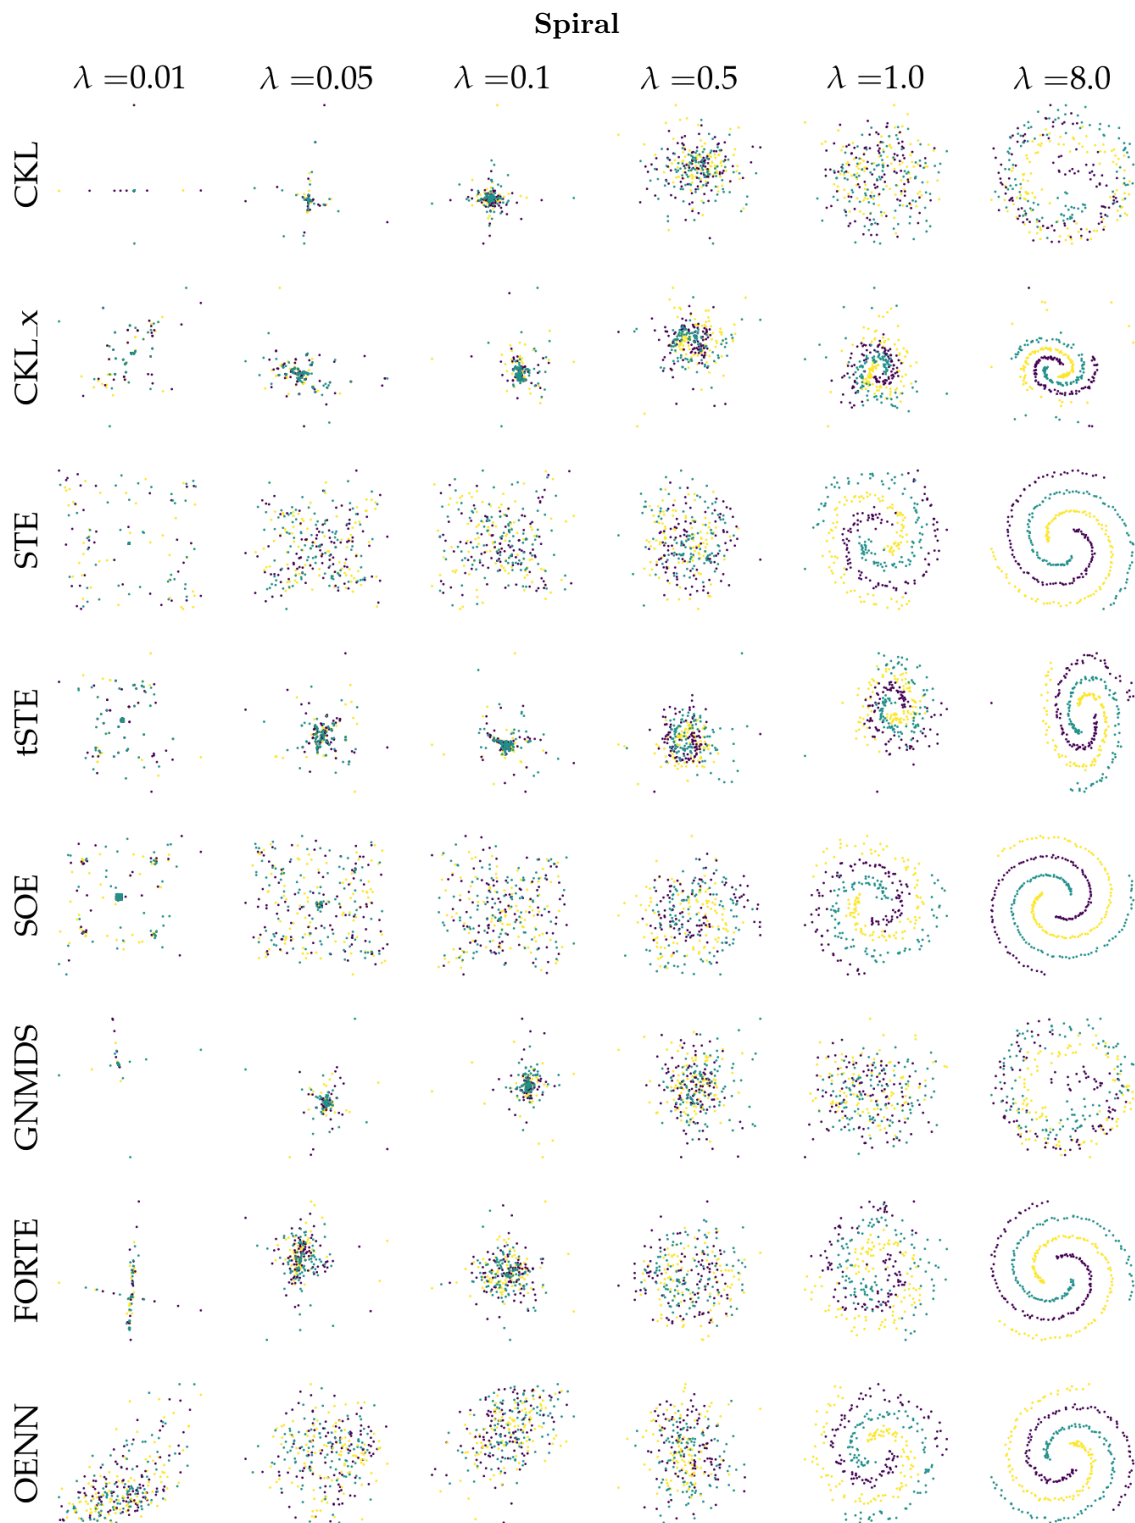 Spiral
λ =0.01 λ =0.05 λ =0.1 λ =0.5 λ =1.0 λ =8.0
CKL
CKL_x
STE
tSTE
SOE
GNMDS
FORTE
OENN